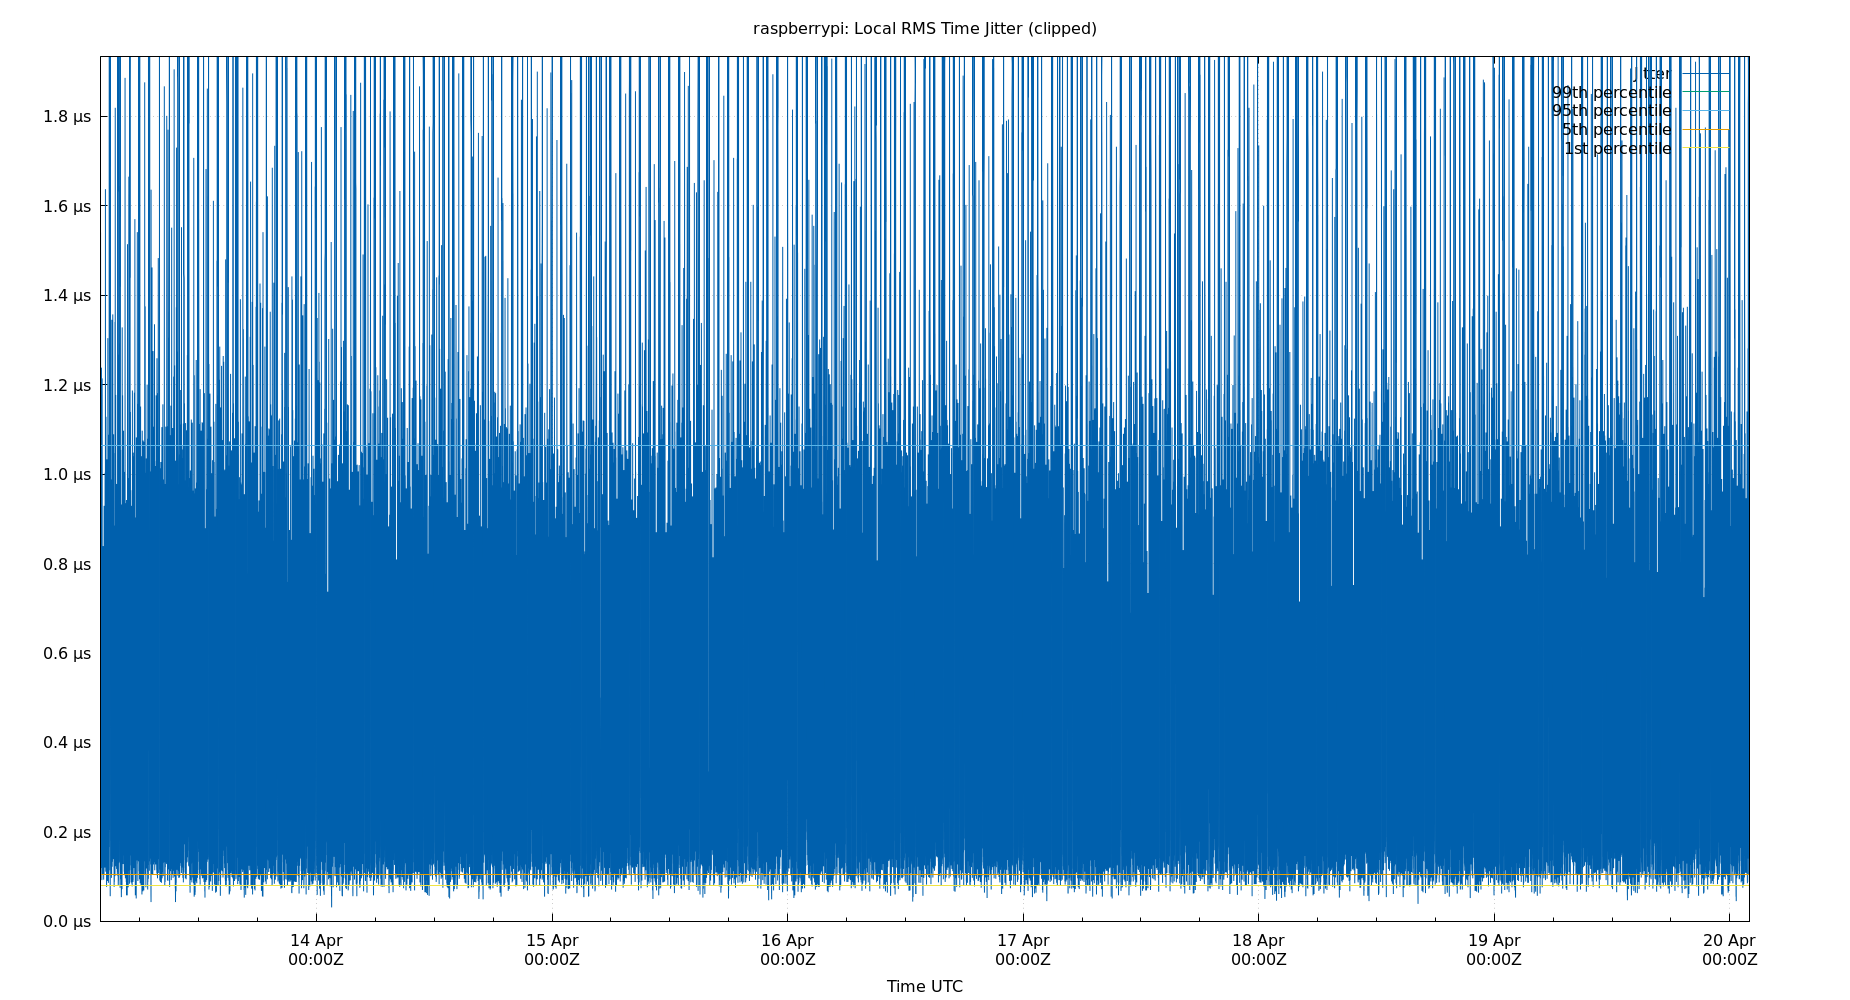 raspberrypi: Local RMS Time Jitter (clipped)
jitter
99th percentile
95th percentile
5th percentile
1st percentile
1.8 µs
1.6 µs
1.4 µs
1.2 µs
1.0 µs
0.8 µs
0.6 µs
0.4 µs
0.2 µs
0.0 µs
14 Apr 15 Apr 16 Apr 17 Apr 18 Apr 19 Apr 20 Apr
00:00Z 00:00Z 00:00Z 00:00Z 00:00Z 00:00Z 00:00Z
Time UTC